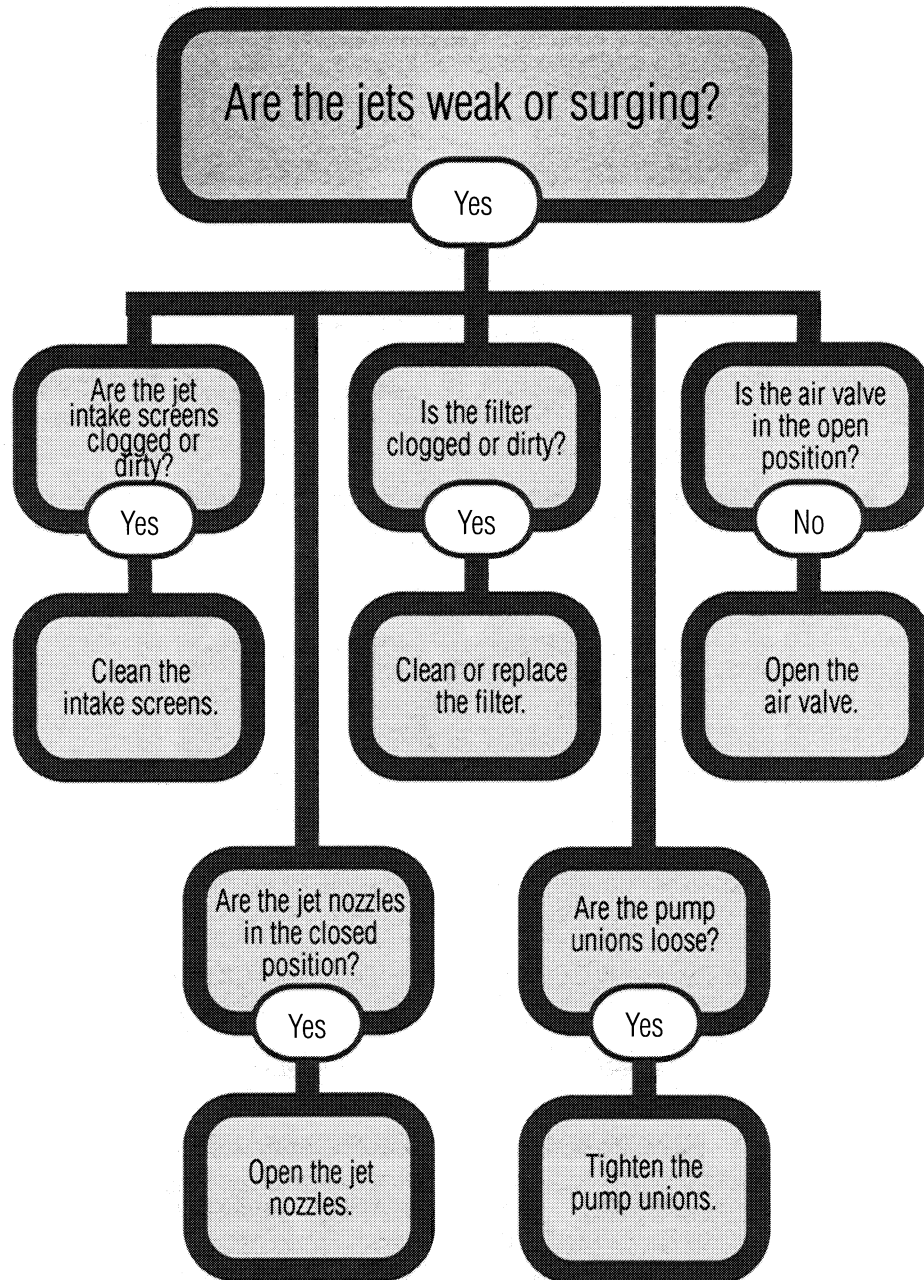 Are the jets weak or surging?
Yes
Are the jet
intake screens
clogged or
dirty?
Yes
Clean the
intake screens.
Is the filter
clogged or dirty?
Yes
Clean or replace
the filter.
Is the air valve
in the open
position?
No
Open the
air valve.
Are the jet nozzles
in the closed
position?
Yes
Open the jet
nozzles.
Are the pump
unions loose?
Yes
Tighten the
pump unions.